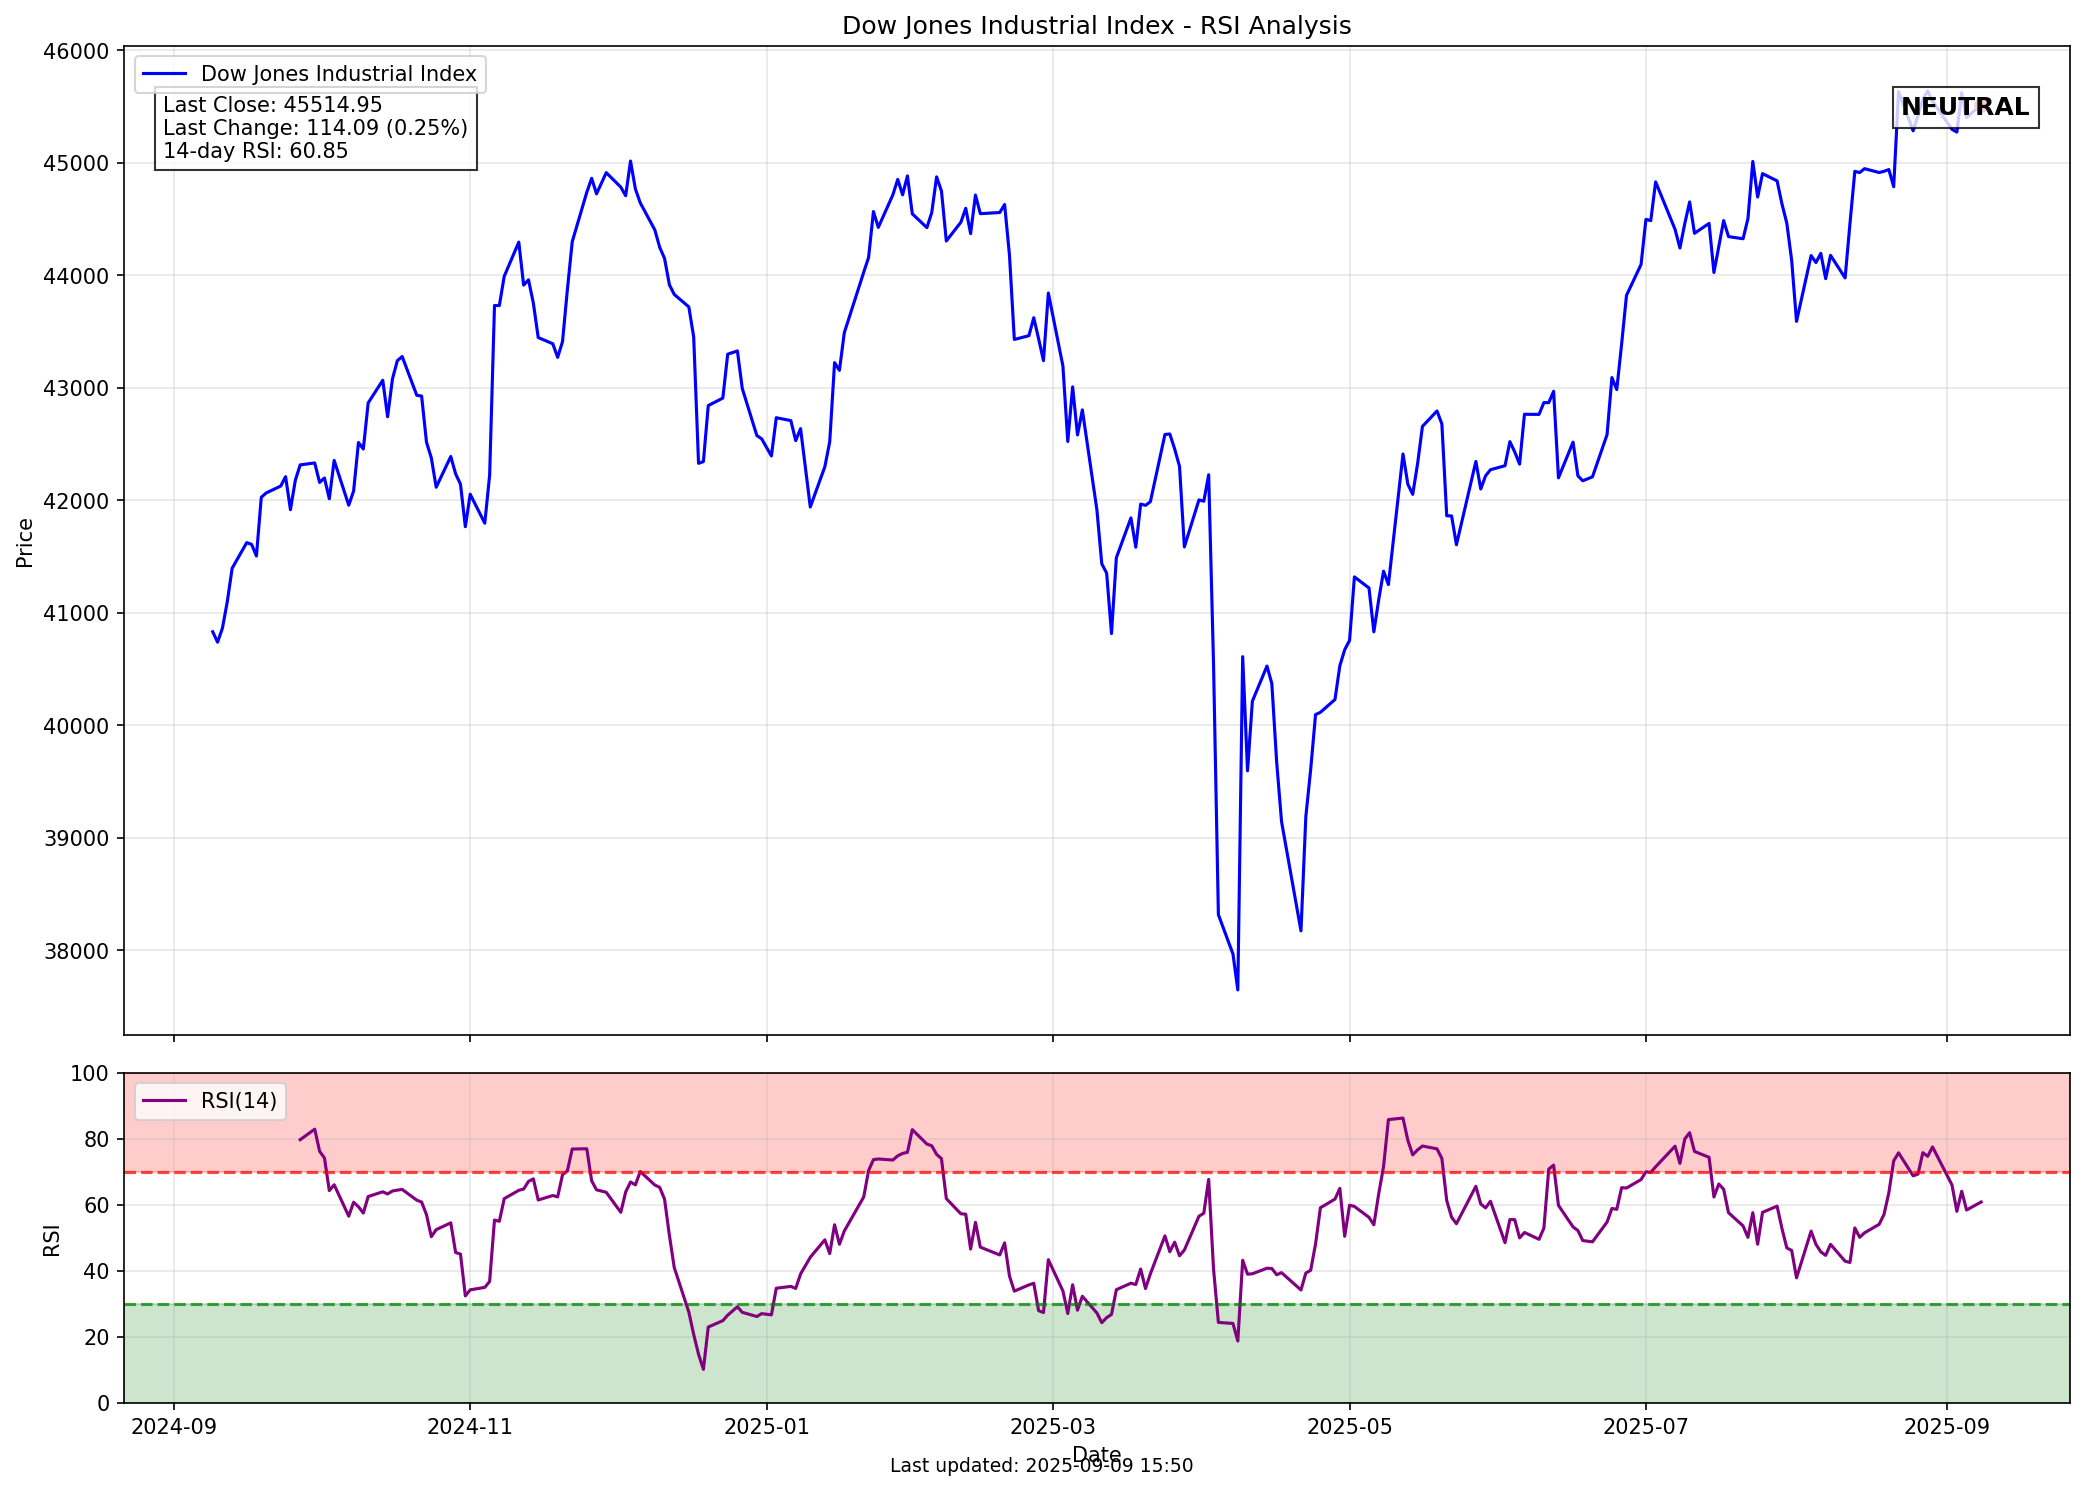 Dow Jones Industrial Index - RSI Analysis
46000
45000
44000
43000
42000
41000
40000
39000
38000
Price
Dow Jones Industrial Index
Last Close: 45514.95
Last Change: 114.09 (0.25%)
14-day RSI: 60.85
NEUTRAL
100
80
60
40
20
0
RSI
RSI(14)
2024-09
2024-11
2025-01
2025-03
2025-05
2025-07
2025-09
Date
Last updated: 2025-09-09 15:50